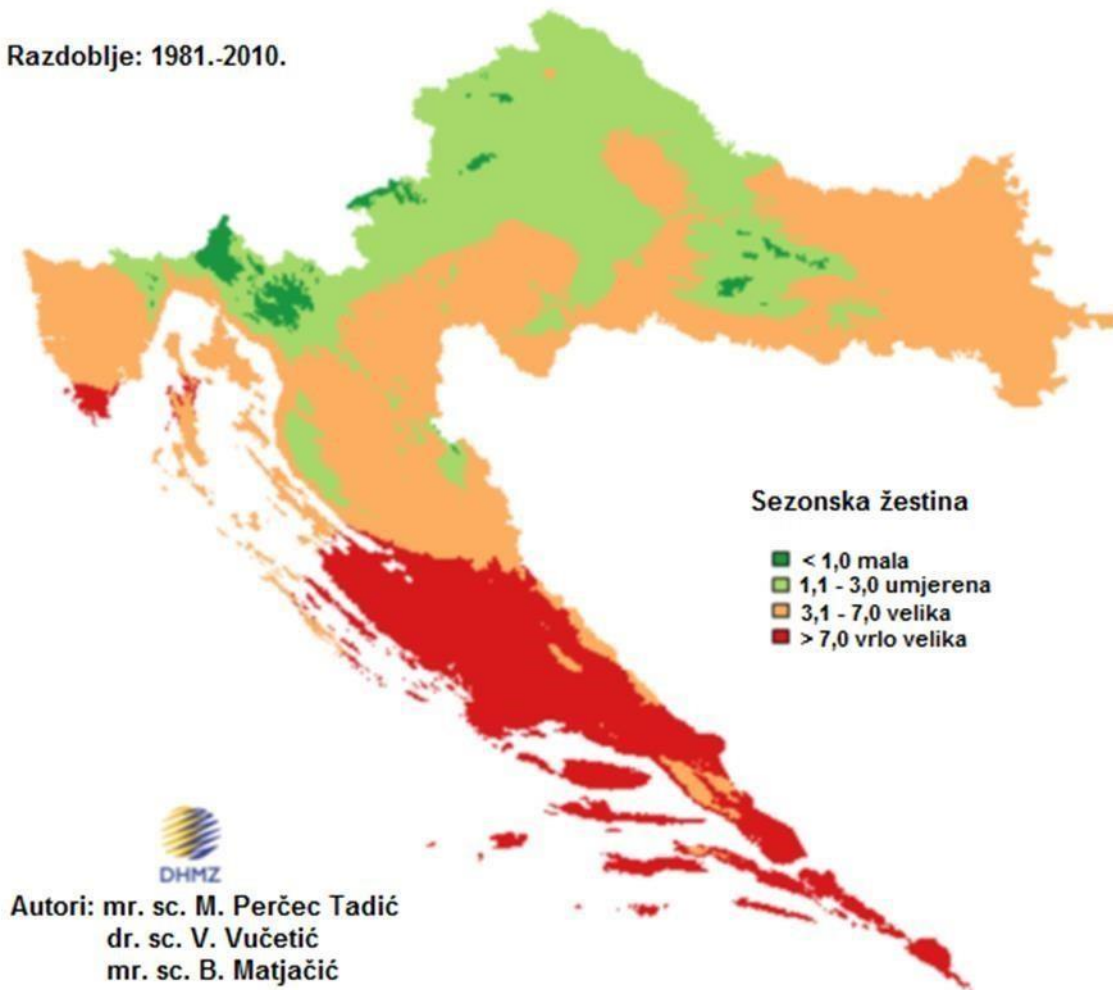 Razdoblje: 1981.-2010.
Sezonska žestina
< 1,0 mala
1,1 - 3,0 umjerena
3,1 - 7,0 velika
> 7,0 vrlo velika
DHMZ
Autori: mr. sc. M. Perčec Tadić
dr. sc. V. Vučetić
mr. sc. B. Matjačić